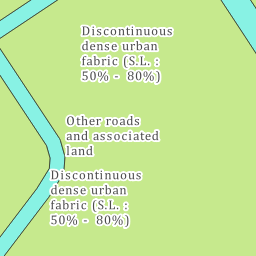 Discontinuous
dense urban
fabric (S.L. :
50% -  80%)
Other roads
and associated
land
Discontinuous
dense urban
fabric (S.L. :
50% -  80%)